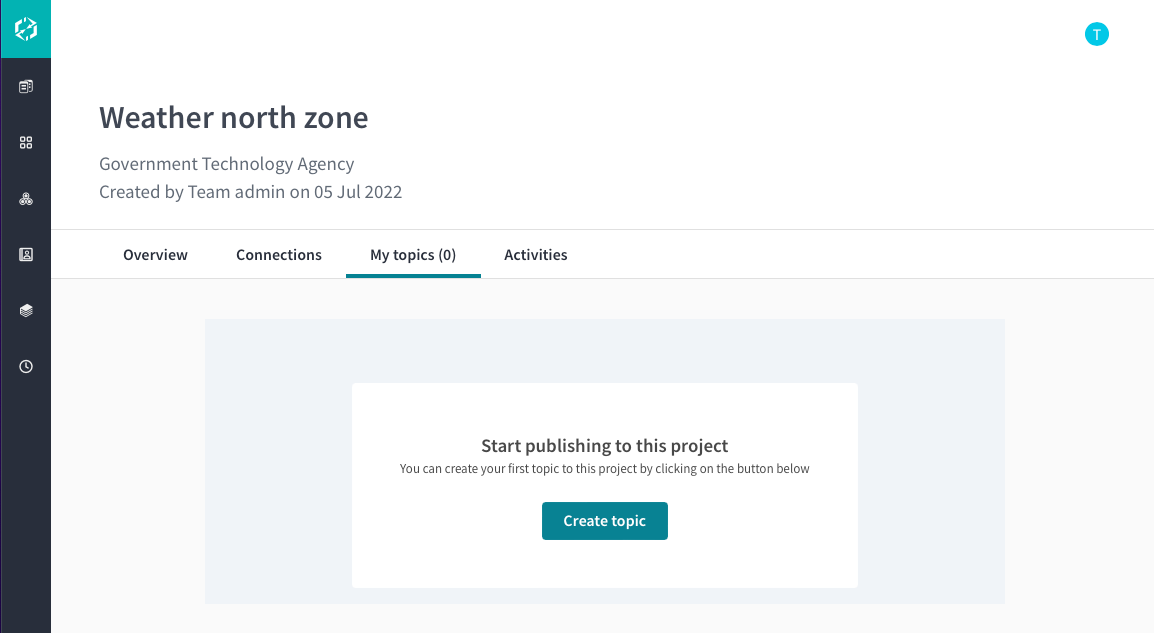 T
Weather north zone
Government Technology Agency
Created by Team admin on 05 Jul 2022
Overview Connections My topics (0) Activities
Start publishing to this project
You can create your first topic to this project by clicking on the button below
Create topic